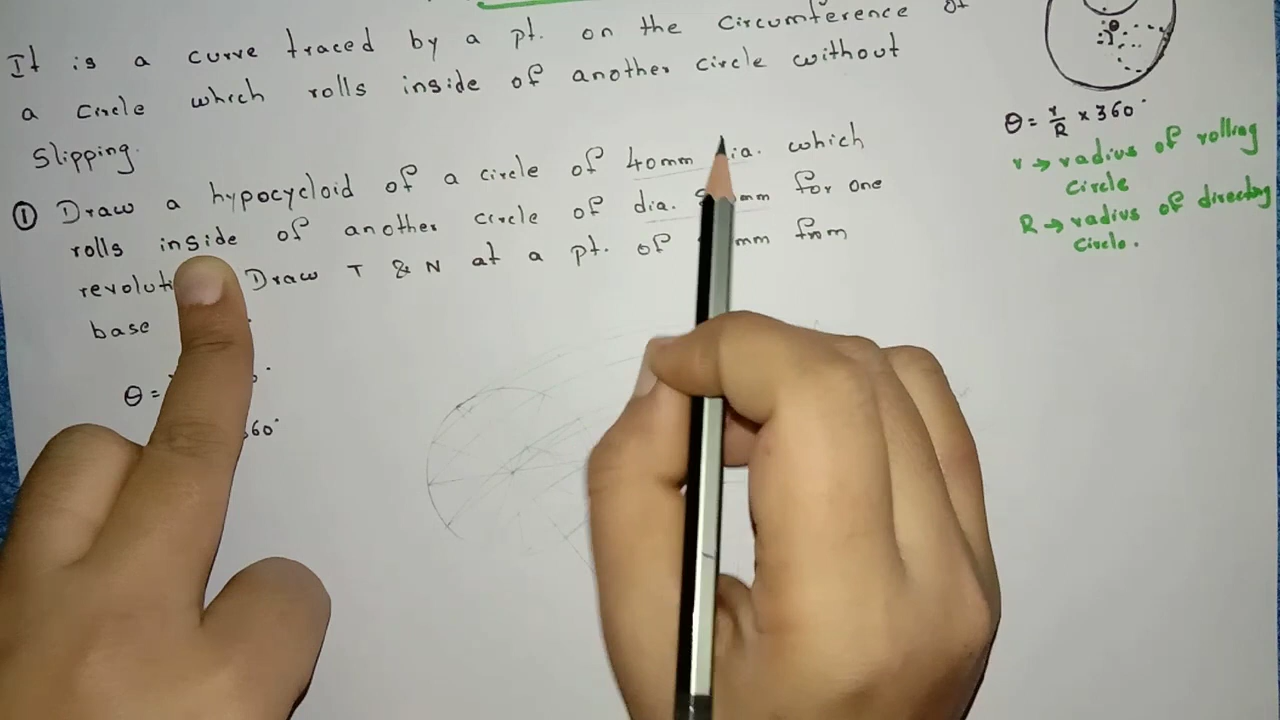 It is a curve traced by a pt. on the circumference of
a circle which rolls inside of another circle without
slipping.
① Draw a hypocycloid of a circle of 40mm dia. which
rolls inside of another circle of dia. mm for one
Draw T & N at a pt. of mm from
base
θ =
360°
P
θ = r/R × 360°
r → radius of rolling
circle
R → radius of directing
circle.